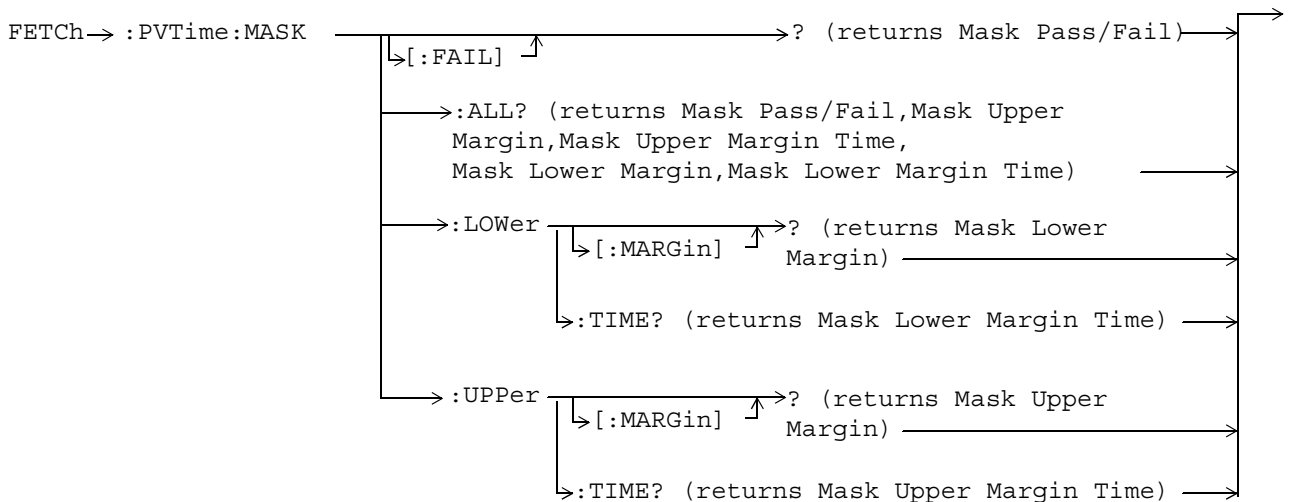 FETCh :PVTime:MASK ? (returns Mask Pass/Fail)
[:FAIL]
:ALL? (returns Mask Pass/Fail,Mask Upper
Margin,Mask Upper Margin Time,
Mask Lower Margin,Mask Lower Margin Time)
:LOWer ? (returns Mask Lower
[:MARGin] Margin)
:TIME? (returns Mask Lower Margin Time)
:UPPer ? (returns Mask Upper
[:MARGin] Margin)
:TIME? (returns Mask Upper Margin Time)